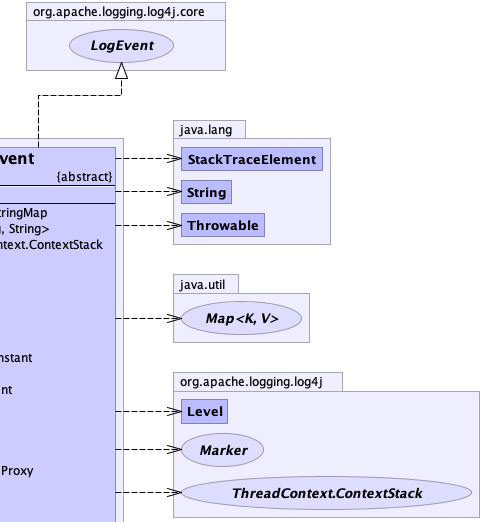 org.apache.logging.log4j.core
LogEvent
java.lang
vent
StackTraceElement
{abstract}
String
tringMap
, String>
Throwable
ntext.ContextStack
java.util
Map<K, V>
nstant
org.apache.logging.log4j
nt
Level
Marker
Proxy
ThreadContext.ContextStack